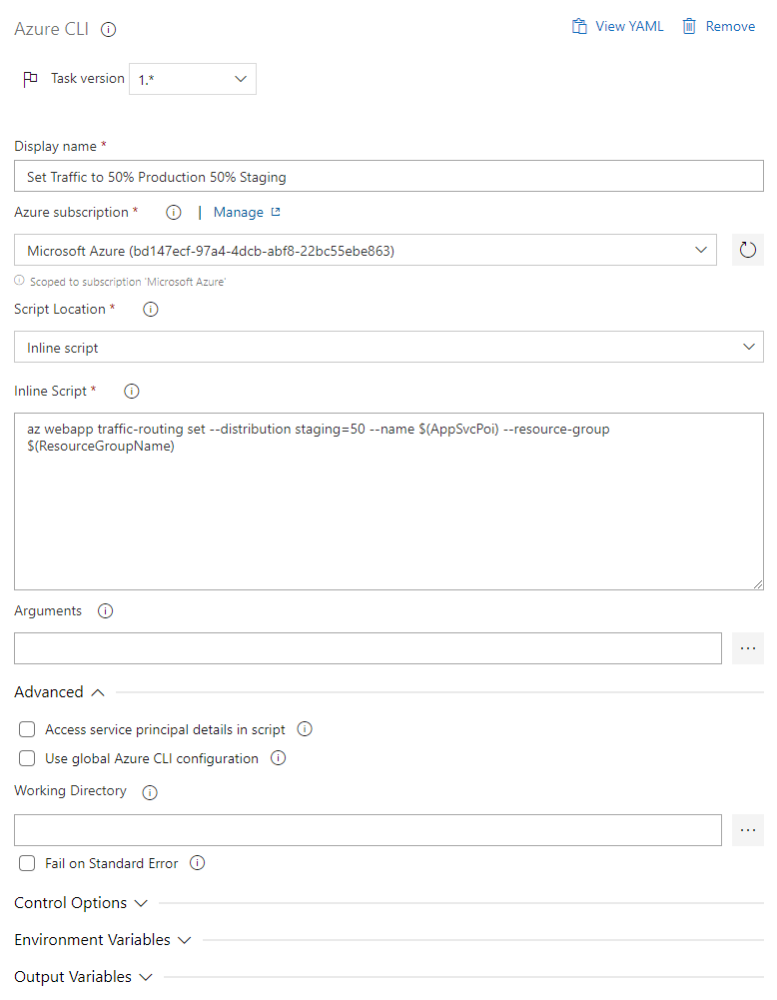 Azure CLI
View YAML
Remove
Task version
1.*
Display name *
Set Traffic to 50% Production 50% Staging
Azure subscription *
| Manage
Microsoft Azure (bd147ecf-97a4-4dcb-abf8-22bc55ebe863)
Scoped to subscription 'Microsoft Azure'
Script Location *
Inline script
Inline Script *
az webapp traffic-routing set --distribution staging=50 --name $(AppSvcPoi) --resource-group
$(ResourceGroupName)
Arguments
...
Advanced
Access service principal details in script
Use global Azure CLI configuration
Working Directory
...
Fail on Standard Error
Control Options
Environment Variables
Output Variables